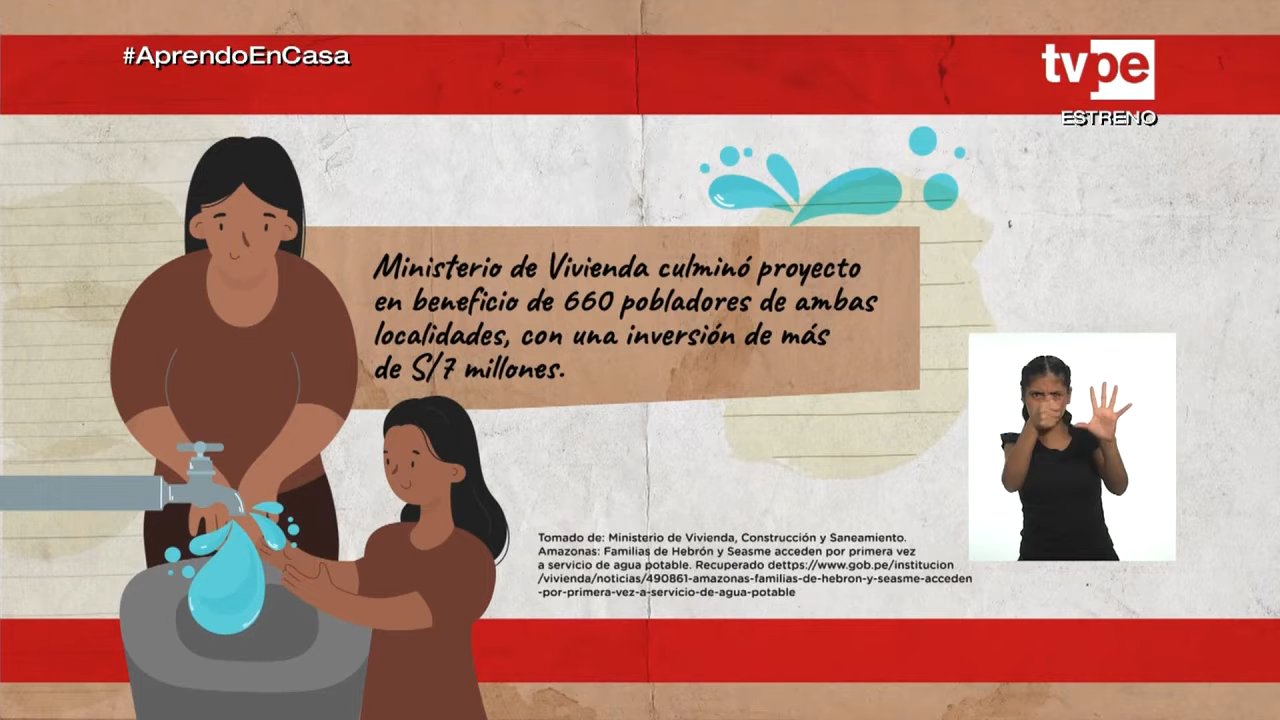 #AprendoEnCasa
tvpe
ESTRENO
Ministerio de Vivienda culminó proyecto
en beneficio de 660 pobladores de ambas
localidades, con una inversión de más
de S/7 millones.
Tomado de: Ministerio de Vivienda, Construcción y Saneamiento.
Amazonas: Familias de Hebrón y Seasme acceden por primera vez
a servicio de agua potable. Recuperado dettps://www.gob.pe/institucion
/vivienda/noticias/490861-amazonas-familias-de-hebron-y-seasme-acceden
-por-primera-vez-a-servicio-de-agua-potable